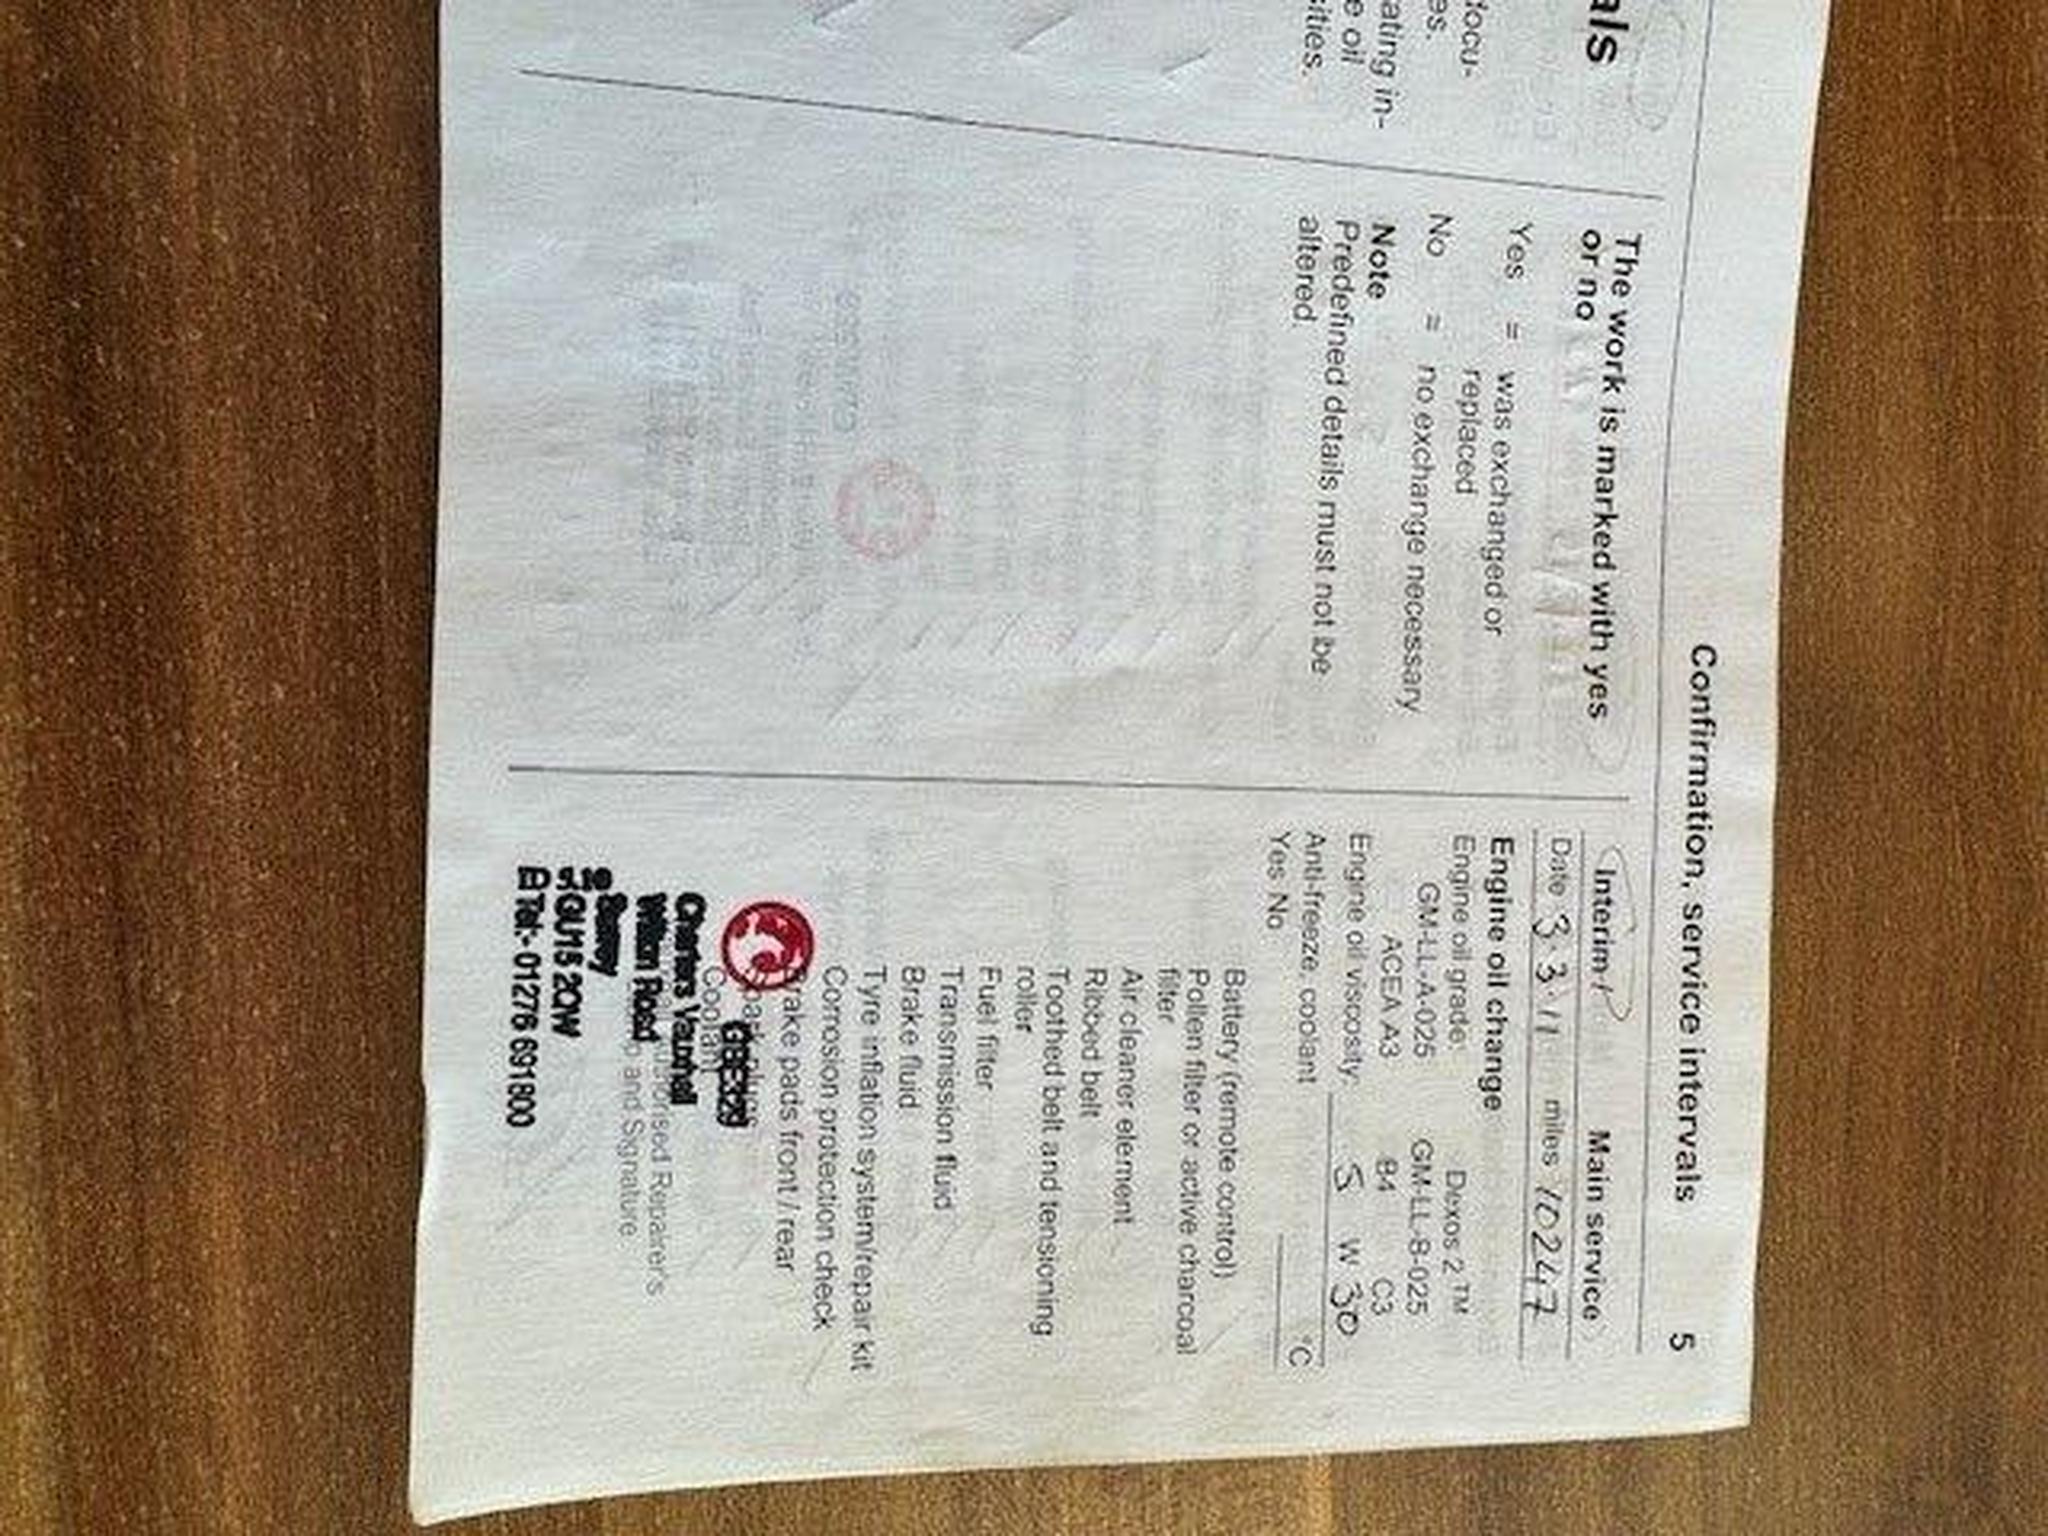 Confirmation, service intervals 5
als
docu-
es.
ating in-
e oil
sities.
The work is marked with yes
or no
Yes = was exchanged or
replaced
No = no exchange necessary
Note
Predefined details must not be
altered.
Interim Main service
Date 3·3·11 miles 10247
Engine oil change
Engine oil grade: Dexos 2™
GM-LL-A-025 GM-LL-B-025
ACEA A3 B4 C3
Engine oil viscosity: 5 W 30
Anti-freeze, coolant °C
Yes No
Battery (remote control)
Pollen filter or active charcoal
filter
Air cleaner element
Ribbed belt
Toothed belt and tensioning
roller
Fuel filter
Transmission fluid
Brake fluid
Tyre inflation system/repair kit
Corrosion protection check
Brake pads front / rear
Coolant
Repairer's
and Signature
Charters Vauxhall
Wilton Road
Surrey
GU15 2QW
Tel:- 01276 691800